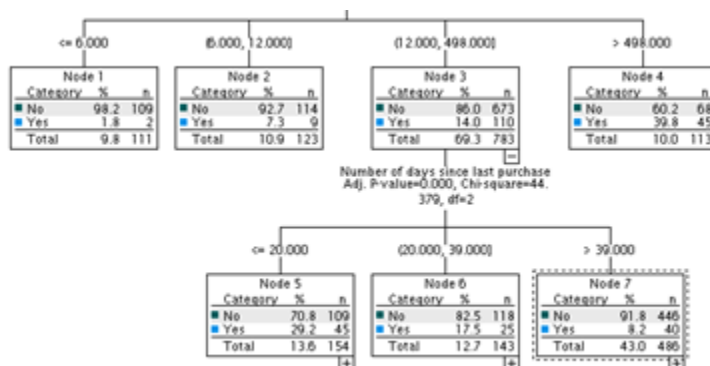 <= 6.000
(6.000, 12.000]
(12.000, 498.000]
> 498.000
Node 1
Category % n
No 98.2 109
Yes 1.8 2
Total 9.8 111
Node 2
Category % n
No 92.7 114
Yes 7.3 9
Total 10.9 123
Node 3
Category % n
No 86.0 673
Yes 14.0 110
Total 69.3 783
Node 4
Category % n
No 60.2 68
Yes 39.8 45
Total 10.0 113
Number of days since last purchase
Adj. P-value=0.000, Chi-square=44.
379, df=2
<= 20.000
(20.000, 39.000]
> 39.000
Node 5
Category % n
No 70.8 109
Yes 29.2 45
Total 13.6 154
Node 6
Category % n
No 82.5 118
Yes 17.5 25
Total 12.7 143
Node 7
Category % n
No 91.8 446
Yes 8.2 40
Total 43.0 486